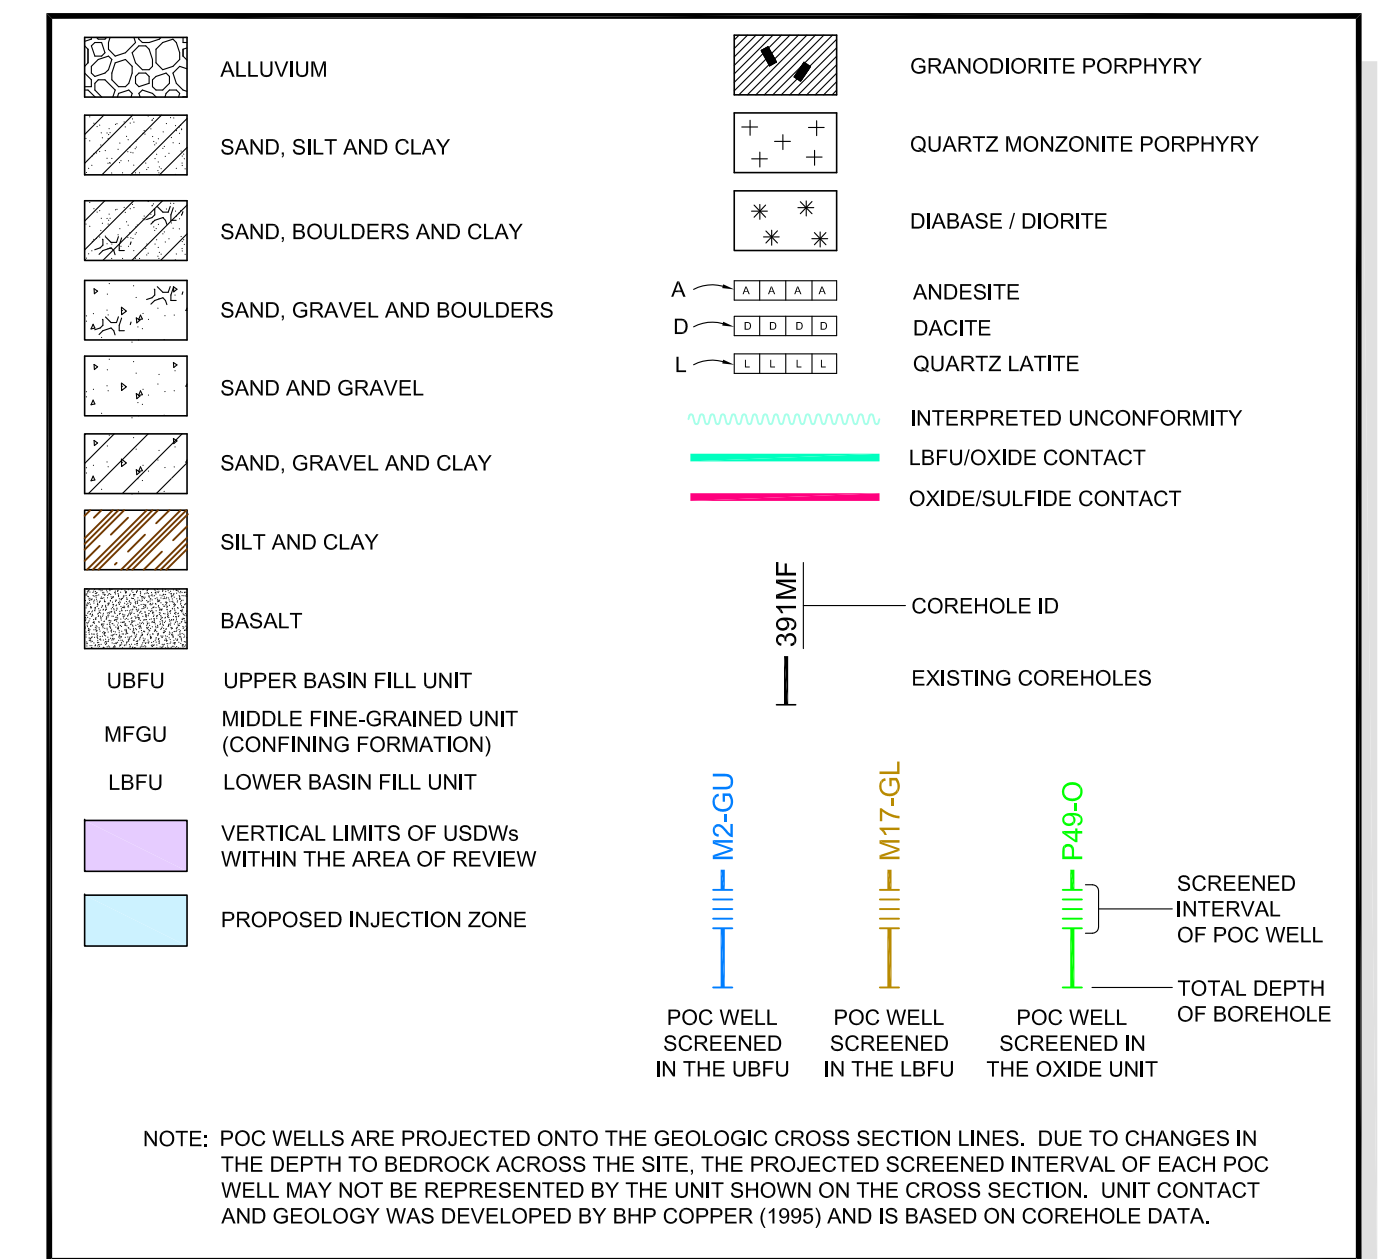 ALLUVIUM
SAND, SILT AND CLAY
SAND, BOULDERS AND CLAY
SAND, GRAVEL AND BOULDERS
SAND AND GRAVEL
SAND, GRAVEL AND CLAY
SILT AND CLAY
BASALT
UBFU UPPER BASIN FILL UNIT
MFGU MIDDLE FINE-GRAINED UNIT
(CONFINING FORMATION)
LBFU LOWER BASIN FILL UNIT
VERTICAL LIMITS OF USDWs
WITHIN THE AREA OF REVIEW
PROPOSED INJECTION ZONE
GRANODIORITE PORPHYRY
QUARTZ MONZONITE PORPHYRY
DIABASE / DIORITE
A A A A A ANDESITE
D D D D D DACITE
L L L L L QUARTZ LATITE
INTERPRETED UNCONFORMITY
LBFU/OXIDE CONTACT
OXIDE/SULFIDE CONTACT
391MF
COREHOLE ID
EXISTING COREHOLES
M2-GU
M17-GL
P49-O
SCREENED
INTERVAL
OF POC WELL
TOTAL DEPTH
OF BOREHOLE
POC WELL
SCREENED
IN THE UBFU
POC WELL
SCREENED
IN THE LBFU
POC WELL
SCREENED IN
THE OXIDE UNIT
NOTE: POC WELLS ARE PROJECTED ONTO THE GEOLOGIC CROSS SECTION LINES. DUE TO CHANGES IN
THE DEPTH TO BEDROCK ACROSS THE SITE, THE PROJECTED SCREENED INTERVAL OF EACH POC
WELL MAY NOT BE REPRESENTED BY THE UNIT SHOWN ON THE CROSS SECTION. UNIT CONTACT
AND GEOLOGY WAS DEVELOPED BY BHP COPPER (1995) AND IS BASED ON COREHOLE DATA.